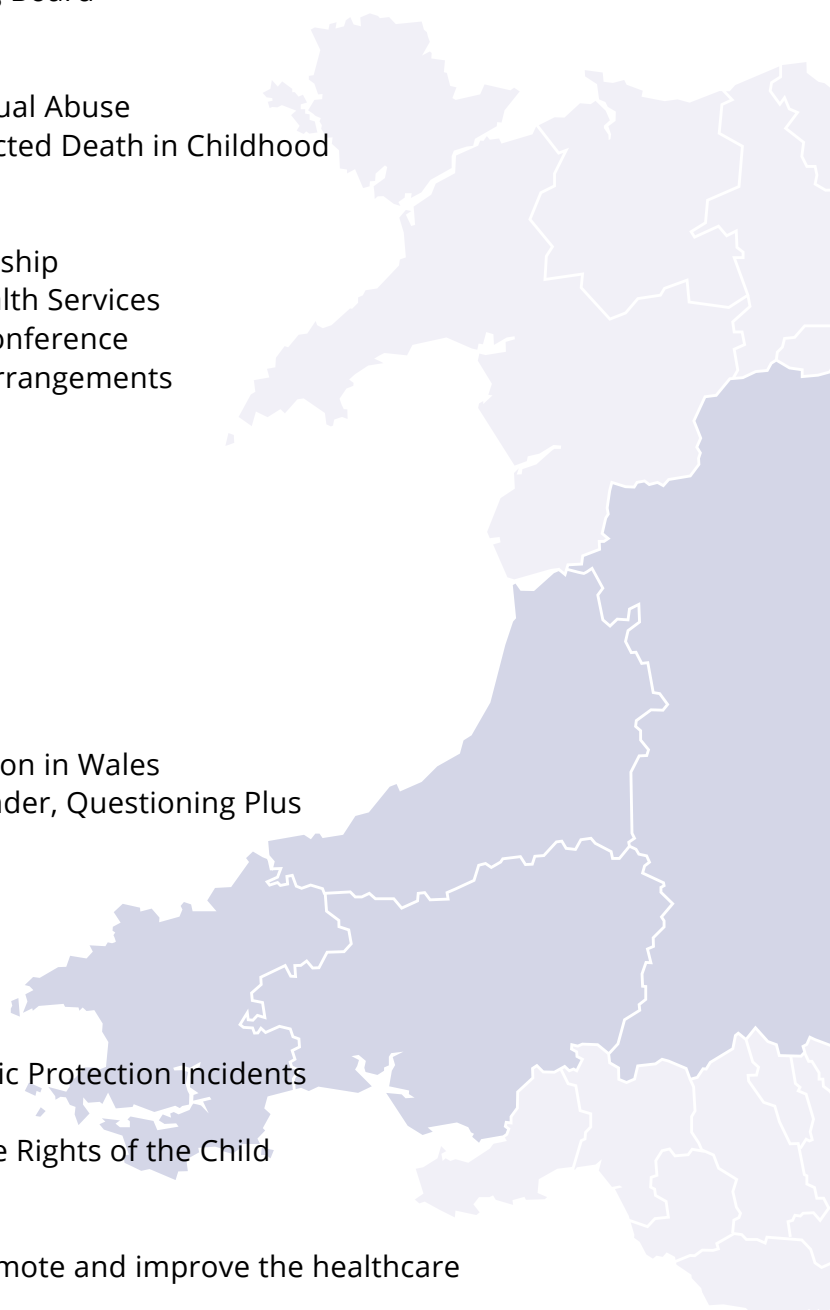 Board
ual Abuse
cted Death in Childhood
ship
lth Services
onference
rrangements
on in Wales
der, Questioning Plus
ic Protection Incidents
e Rights of the Child
mote and improve the healthcare